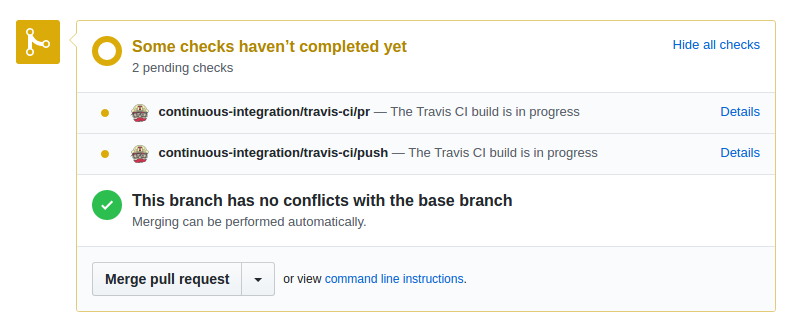 Some checks haven’t completed yet
Hide all checks
2 pending checks
continuous-integration/travis-ci/pr — The Travis CI build is in progress
Details
continuous-integration/travis-ci/push — The Travis CI build is in progress
Details
This branch has no conflicts with the base branch
Merging can be performed automatically.
Merge pull request
or view command line instructions.